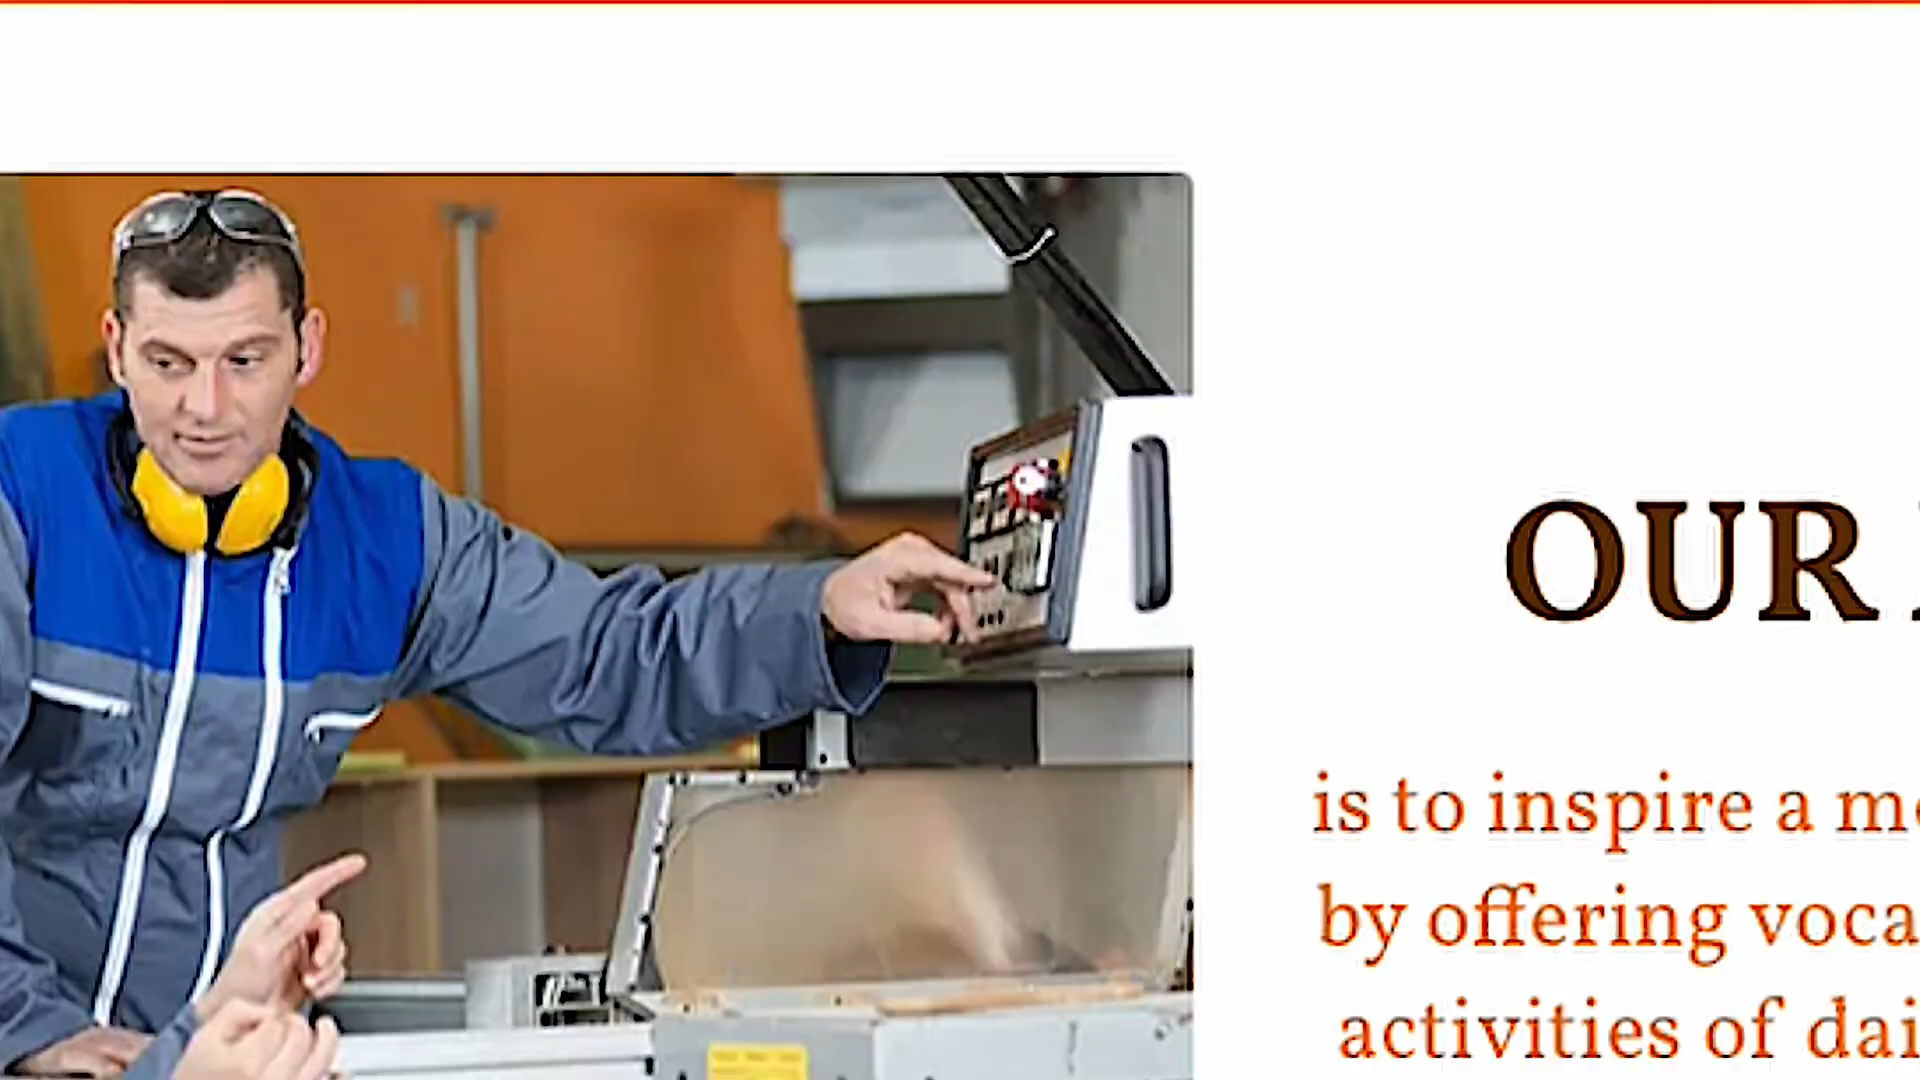 OUR
is to inspire a
by offering
activities of